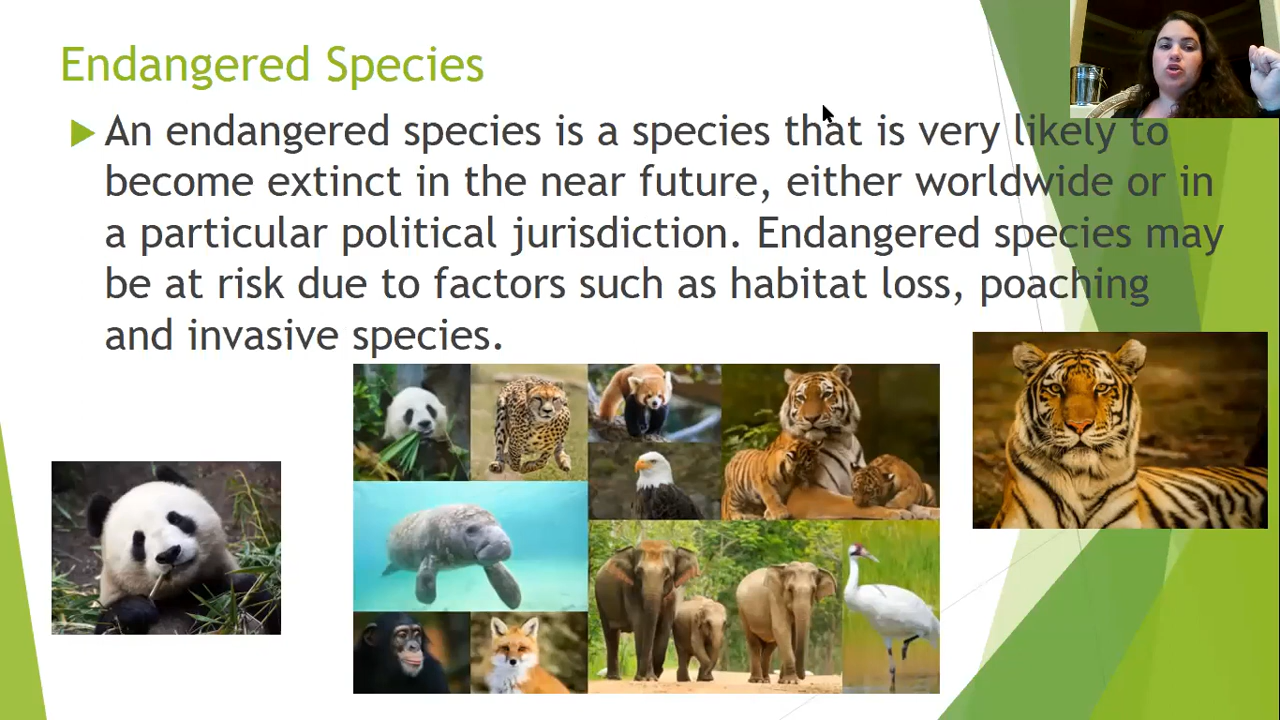 Endangered Species
An endangered species is a species that is very likely to
become extinct in the near future, either worldwide or in
a particular political jurisdiction. Endangered species may
be at risk due to factors such as habitat loss, poaching
and invasive species.